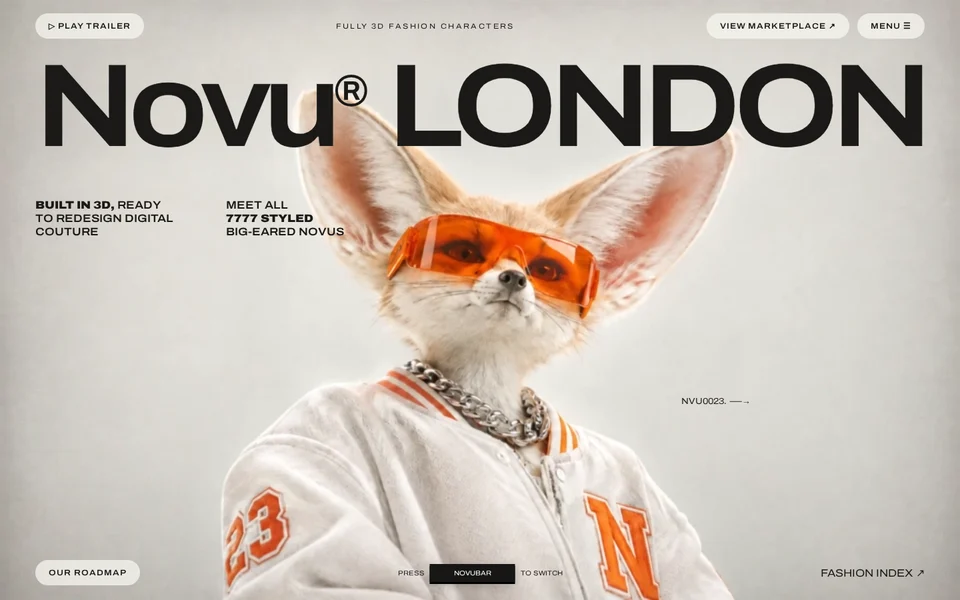 ▷ PLAY TRAILER
FULLY 3D FASHION CHARACTERS
VIEW MARKETPLACE ↗
MENU ☰
Novu® LONDON
BUILT IN 3D, READY
TO REDESIGN DIGITAL
COUTURE
MEET ALL
7777 STYLED
BIG-EARED NOVUS
NVU0023. —→
23
N
OUR ROADMAP
PRESS NOVUBAR TO SWITCH
FASHION INDEX ↗